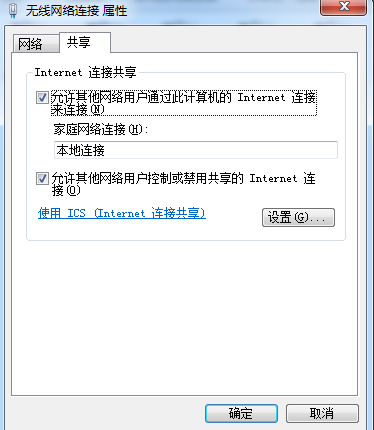 无线网络连接 属性
网络 共享
Internet 连接共享
允许其他网络用户通过此计算机的 Internet 连接
来连接(N)
家庭网络连接(H):
本地连接
允许其他网络用户控制或禁用共享的 Internet 连
接(O)
使用 ICS (Internet 连接共享)
设置(G)...
确定 取消